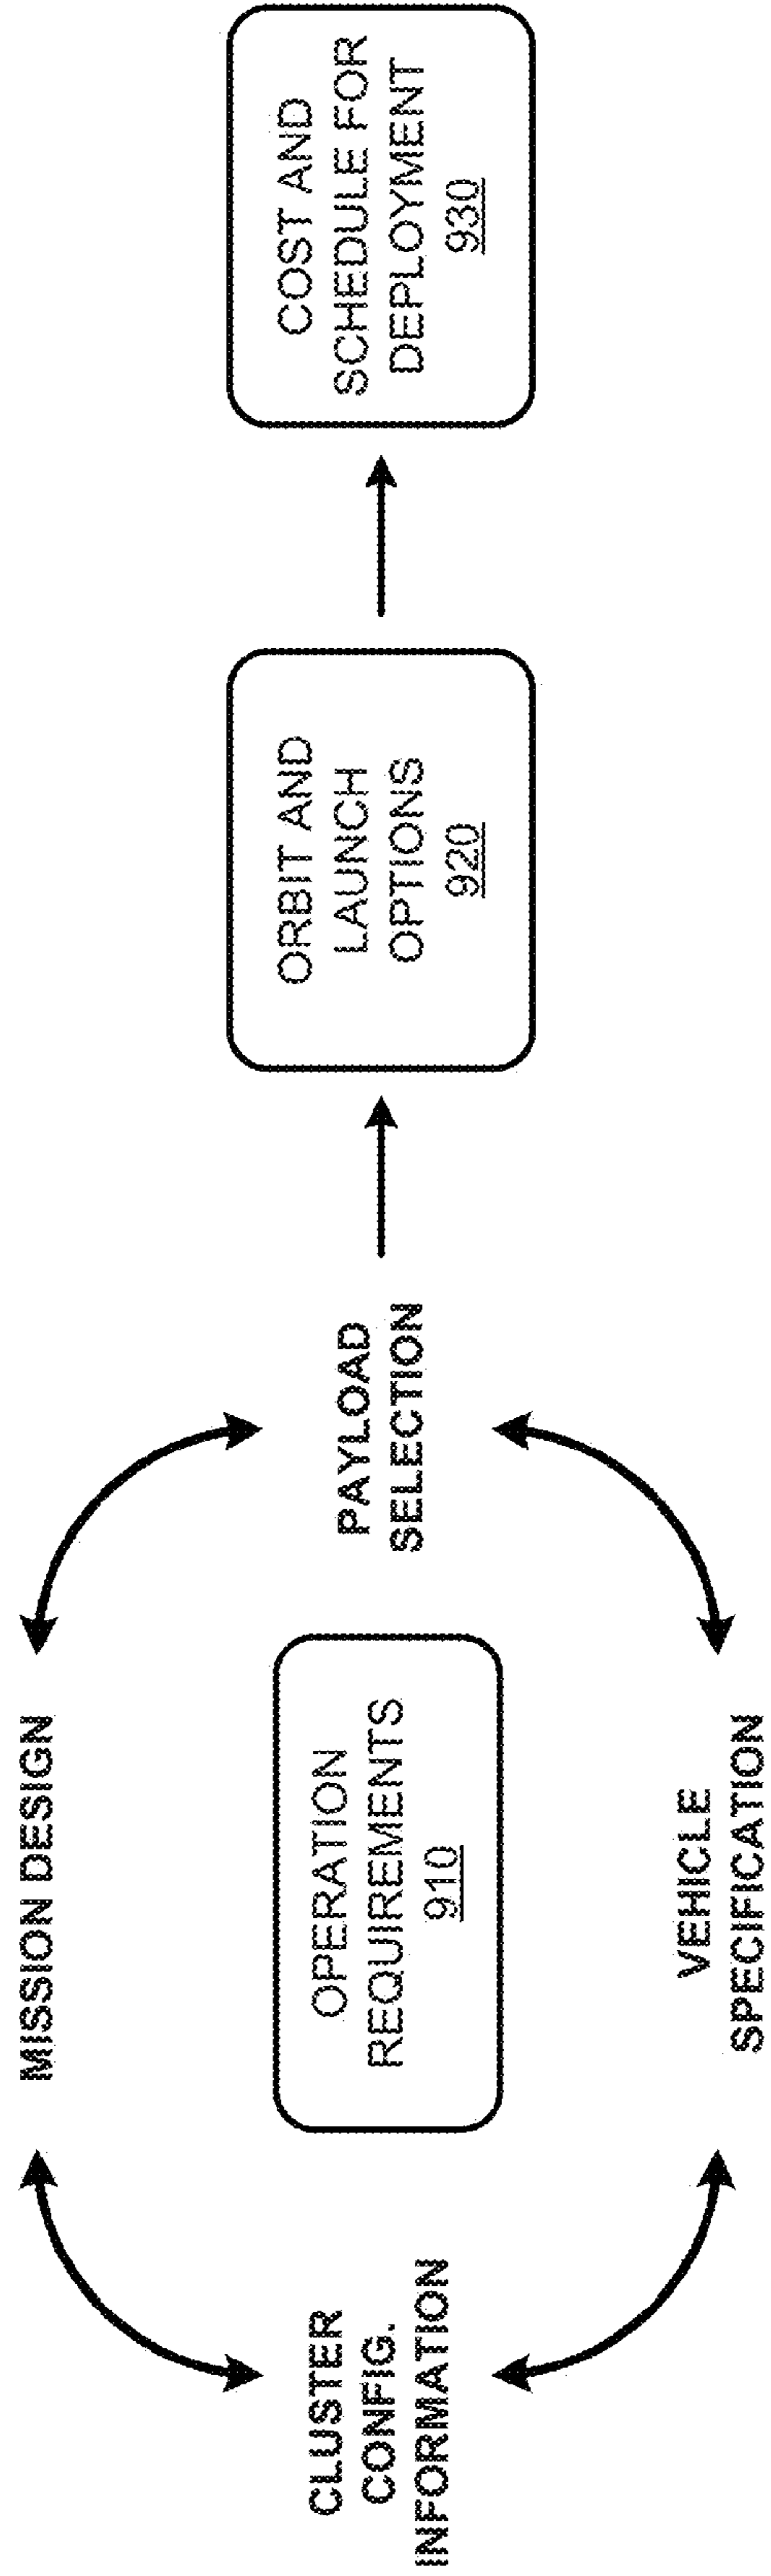 MISSION DESIGN
CLUSTER
CONFIG.
INFORMATION
OPERATION
REQUIREMENTS
910
PAYLOAD
SELECTION
VEHICLE
SPECIFICATION
ORBIT AND
LAUNCH
OPTIONS
920
COST AND
SCHEDULE FOR
DEPLOYMENT
930